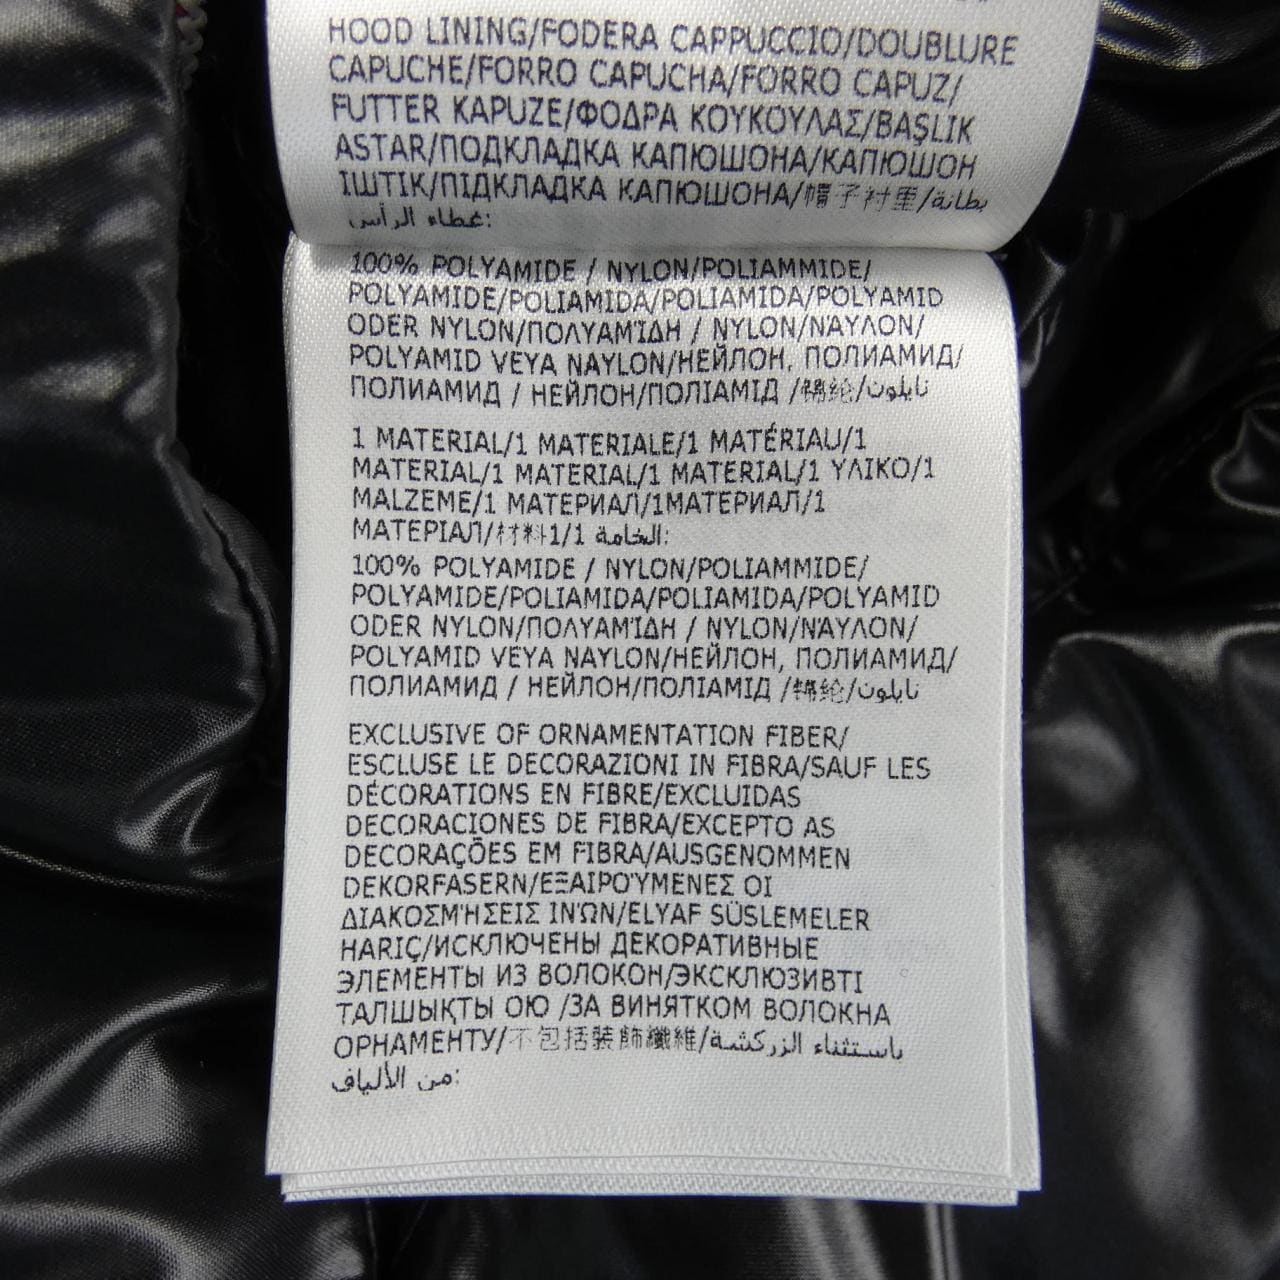 HOOD LINING/FODERA CAPPUCCIO/DOUBLURE
CAPUCHE/FORRO CAPUCHA/FORRO CAPUZ/
FUTTER KAPUZE/ΦΟΔΡΑ ΚΟΥΚΟΥΛΑΣ/BAŞLIK
ASTAR/ПОДКЛАДКА КАПЮШОНА/КАПЮШОН
ІШТІК/ПІДКЛАДКА КАПЮШОНА/帽子衬里/بطانة
غطاء الرأس:
100% POLYAMIDE / NYLON/POLIAMMIDE/
POLYAMIDE/POLIAMIDA/POLIAMIDA/POLYAMID
ODER NYLON/ΠΟΛΥΑΜΊΔΗ / NYLON/ΝΆΥΛΟΝ/
POLYAMID VEYA NAYLON/НЕЙЛОН, ПОЛИАМИД/
ПОЛИАМИД / НЕЙЛОН/ПОЛІАМІД /锦纶/نايلون
1 MATERIAL/1 MATERIALE/1 MATÉRIAU/1
MATERIAL/1 MATERIAL/1 MATERIAL/1 ΥΛΙΚΟ/1
MALZEME/1 МАТЕРИАЛ/1МАТЕРИАЛ/1
МАТЕРІАЛ/材料1/1 الخامة:
100% POLYAMIDE / NYLON/POLIAMMIDE/
POLYAMIDE/POLIAMIDA/POLIAMIDA/POLYAMID
ODER NYLON/ΠΟΛΥΑΜΊΔΗ / NYLON/ΝΆΥΛΟΝ/
POLYAMID VEYA NAYLON/НЕЙЛОН, ПОЛИАМИД/
ПОЛИАМИД / НЕЙЛОН/ПОЛІАМІД /锦纶/نايلون
EXCLUSIVE OF ORNAMENTATION FIBER/
ESCLUSE LE DECORAZIONI IN FIBRA/SAUF LES
DÉCORATIONS EN FIBRE/EXCLUIDAS
DECORACIONES DE FIBRA/EXCEPTO AS
DECORAÇÕES EM FIBRA/AUSGENOMMEN
DEKORFASERN/ΕΞΑΙΡΟΎΜΕΝΕΣ ΟΙ
ΔΙΑΚΟΣΜΉΣΕΙΣ ΙΝΏΝ/ELYAF SÜSLEMELER
HARIÇ/ИСКЛЮЧЕНЫ ДЕКОРАТИВНЫЕ
ЭЛЕМЕНТЫ ИЗ ВОЛОКОН/ЭКСКЛЮЗИВТІ
ТАЛШЫҚТЫ ОЮ /ЗА ВИНЯТКОМ ВОЛОКНА
ОРНАМЕНТУ/不包括装飾纖維/باستثناء الزركشة
من الألياف: